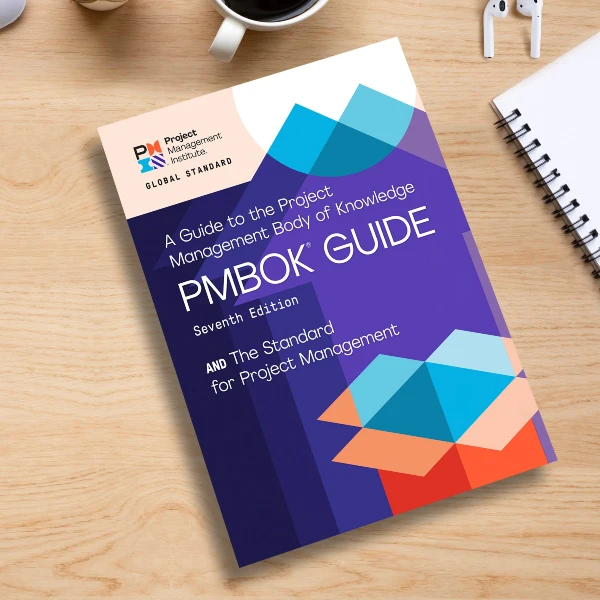 PMI
Project
Management
Institute.
GLOBAL STANDARD
A Guide to the Project
Management Body of Knowledge
PMBOK® GUIDE
Seventh Edition
AND The Standard
for Project Management